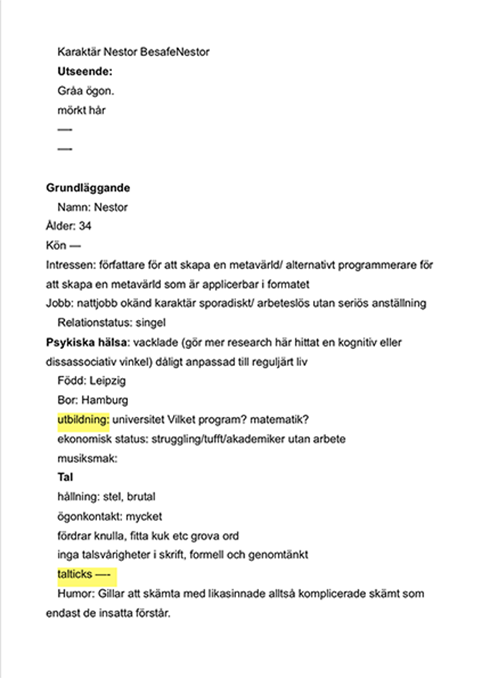 Karaktär Nestor BesafeNestor
Utseende:
Gråa ögon.
mörkt hår
—-
—-
Grundläggande
Namn: Nestor
Ålder: 34
Kön —
Intressen: författare för att skapa en metavärld/ alternativt programmerare för
att skapa en metavärld som är applicerbar i formatet
Jobb: nattjobb okänd karaktär sporadiskt/ arbeteslös utan seriös anställning
Relationstatus: singel
Psykiska hälsa: vacklade (gör mer research här hittat en kognitiv eller
dissassociativ vinkel) dåligt anpassad till reguljärt liv
Född: Leipzig
Bor: Hamburg
utbildning: universitet Vilket program? matematik?
ekonomisk status: struggling/tufft/akademiker utan arbete
musiksmak:
Tal
hållning: stel, brutal
ögonkontakt: mycket
fördrar knulla, fitta kuk etc grova ord
inga talsvårigheter i skrift, formell och genomtänkt
talticks —-
Humor: Gillar att skämta med likasinnade alltså komplicerade skämt som
endast de insatta förstår.